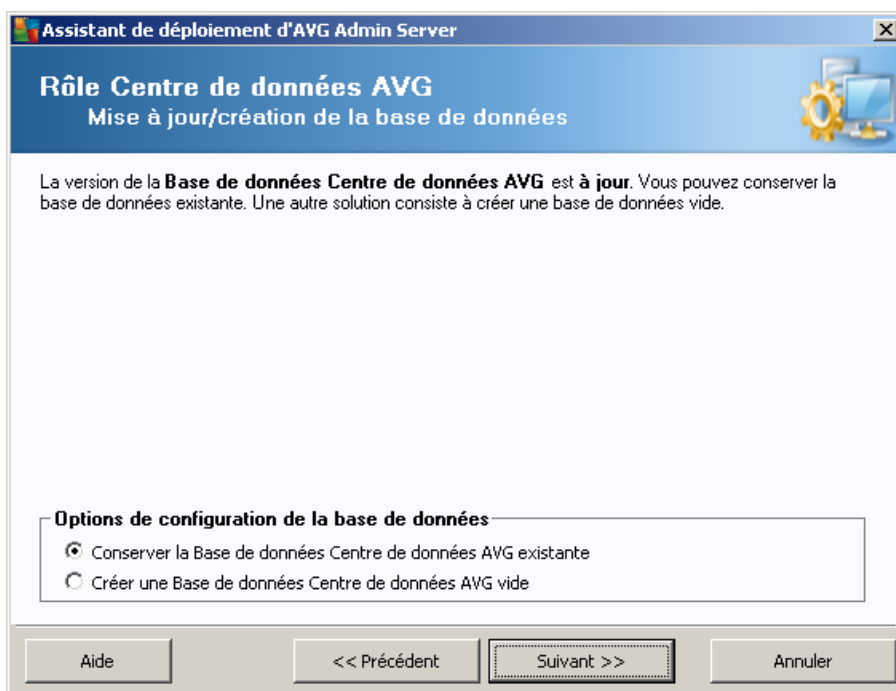 Assistant de déploiement d'AVG Admin Server
Rôle Centre de données AVG
Mise à jour/création de la base de données
La version de la Base de données Centre de données AVG est à jour. Vous pouvez conserver la
base de données existante. Une autre solution consiste à créer une base de données vide.
Options de configuration de la base de données
Conserver la Base de données Centre de données AVG existante
Créer une Base de données Centre de données AVG vide
Aide
<< Précédent
Suivant >>
Annuler